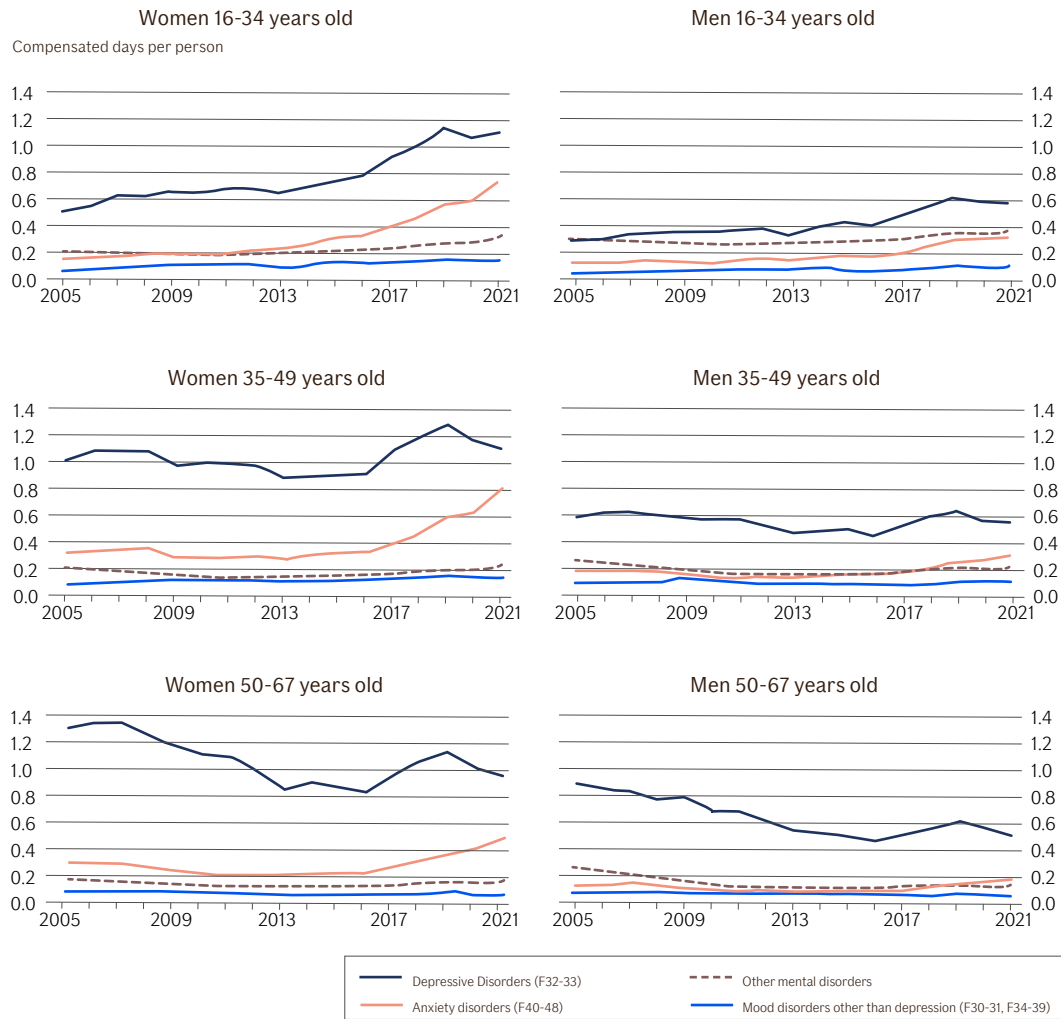 Women 16-34 years old
Men 16-34 years old
Compensated days per person
1.4
1.2
1.0
0.8
0.6
0.4
0.2
0.0
2005 2009 2013 2017 2021
1.4
1.2
1.0
0.8
0.6
0.4
0.2
0.0
2005 2009 2013 2017 2021
Women 35-49 years old
Men 35-49 years old
1.4
1.2
1.0
0.8
0.6
0.4
0.2
0.0
2005 2009 2013 2017 2021
1.4
1.2
1.0
0.8
0.6
0.4
0.2
0.0
2005 2009 2013 2017 2021
Women 50-67 years old
Men 50-67 years old
1.4
1.2
1.0
0.8
0.6
0.4
0.2
0.0
2005 2009 2013 2017 2021
1.4
1.2
1.0
0.8
0.6
0.4
0.2
0.0
2005 2009 2013 2017 2021
Depressive Disorders (F32-33)
Other mental disorders
Anxiety disorders (F40-48)
Mood disorders other than depression (F30-31, F34-39)